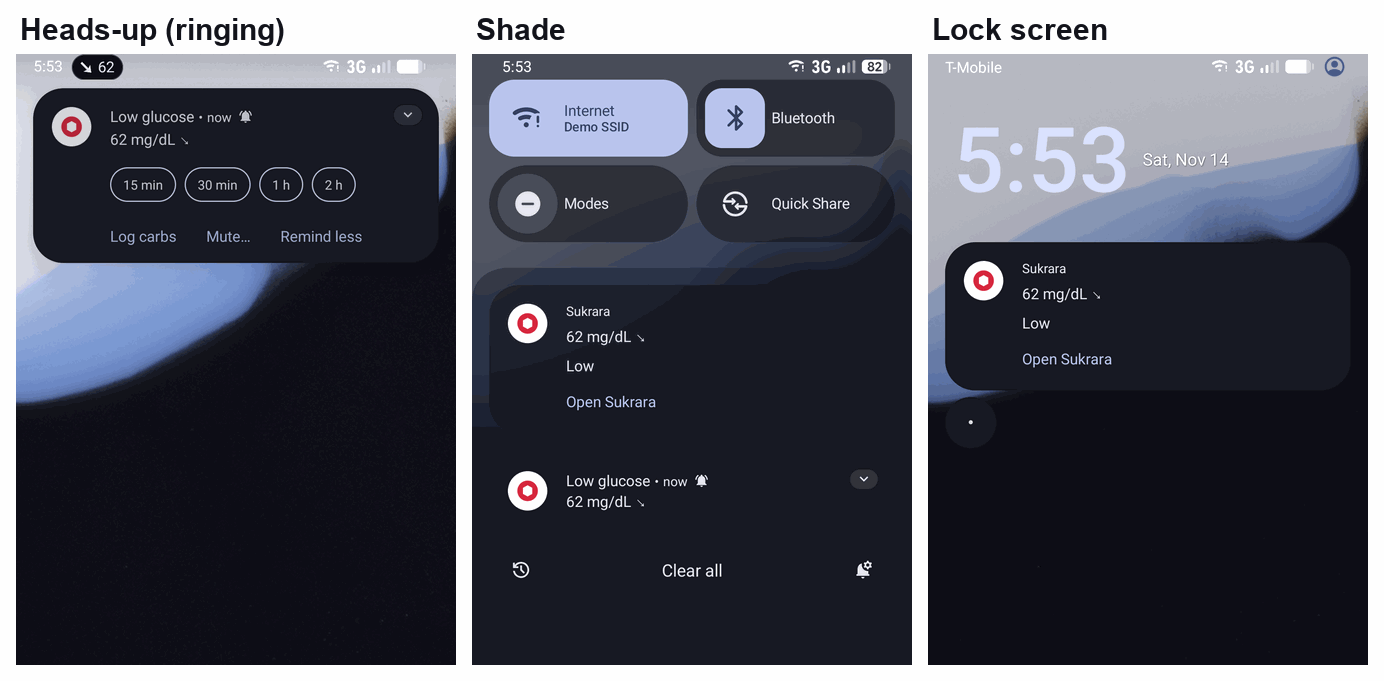 Heads-up (ringing)
5:53 ↘ 62 3G
Low glucose • now
62 mg/dL ↘
15 min 30 min 1 h 2 h
Log carbs Mute... Remind less
Shade
5:53 3G 82
Internet
Demo SSID
Bluetooth
Modes
Quick Share
Sukrara
62 mg/dL ↘
Low
Open Sukrara
Low glucose • now
62 mg/dL ↘
Clear all
Lock screen
T-Mobile 3G
5:53 Sat, Nov 14
Sukrara
62 mg/dL ↘
Low
Open Sukrara